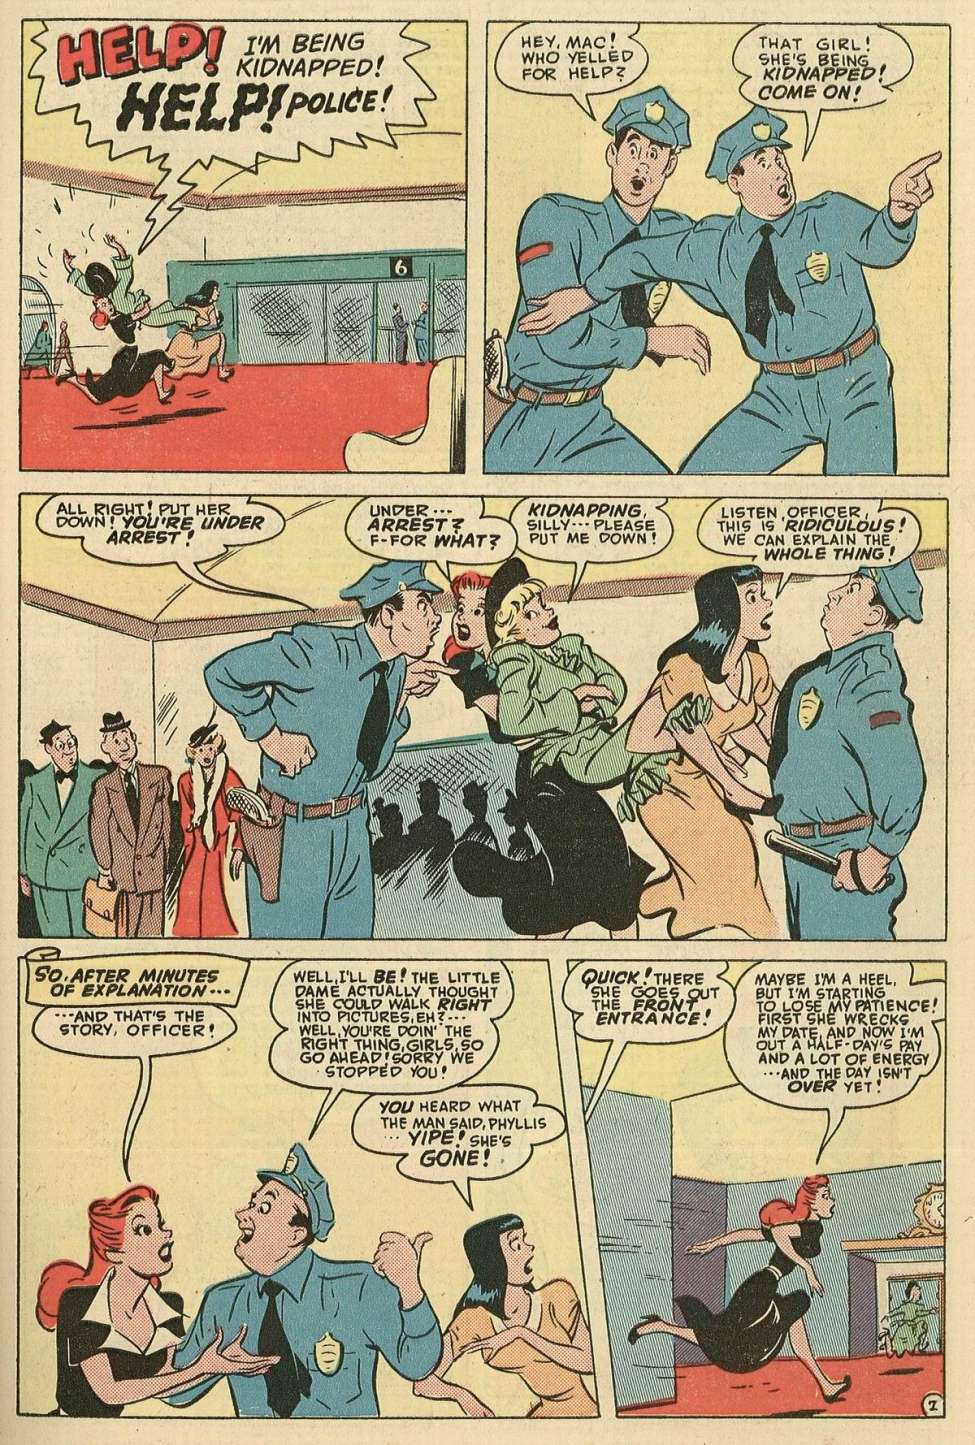 HELP! I'M BEING
KIDNAPPED!
HELP! POLICE!
6
HEY, MAC!
WHO YELLED
FOR HELP?
THAT GIRL!
SHE'S BEING
KIDNAPPED!
COME ON!
ALL RIGHT! PUT HER
DOWN! YOU'RE UNDER
ARREST!
UNDER---
ARREST?
F-FOR WHAT?
KIDNAPPING,
SILLY---PLEASE
PUT ME DOWN!
LISTEN, OFFICER,
THIS IS RIDICULOUS!
WE CAN EXPLAIN THE
WHOLE THING!
SO, AFTER MINUTES
OF EXPLANATION---
---AND THAT'S THE
STORY, OFFICER!
WELL, I'LL BE! THE LITTLE
DAME ACTUALLY THOUGHT
SHE COULD WALK RIGHT
INTO PICTURES, EH?---
WELL, YOU'RE DOIN' THE
RIGHT THING, GIRLS, SO
GO AHEAD! SORRY WE
STOPPED YOU!
YOU HEARD WHAT
THE MAN SAID, PHYLLIS
--- YIPE! SHE'S
GONE!
QUICK! THERE
SHE GOES OUT
THE FRONT
ENTRANCE!
MAYBE I'M A HEEL,
BUT I'M STARTING
TO LOSE MY PATIENCE!
FIRST SHE WRECKS
MY DATE, AND NOW I'M
OUT A HALF-DAY'S PAY
AND A LOT OF ENERGY
---AND THE DAY ISN'T
OVER YET!
7